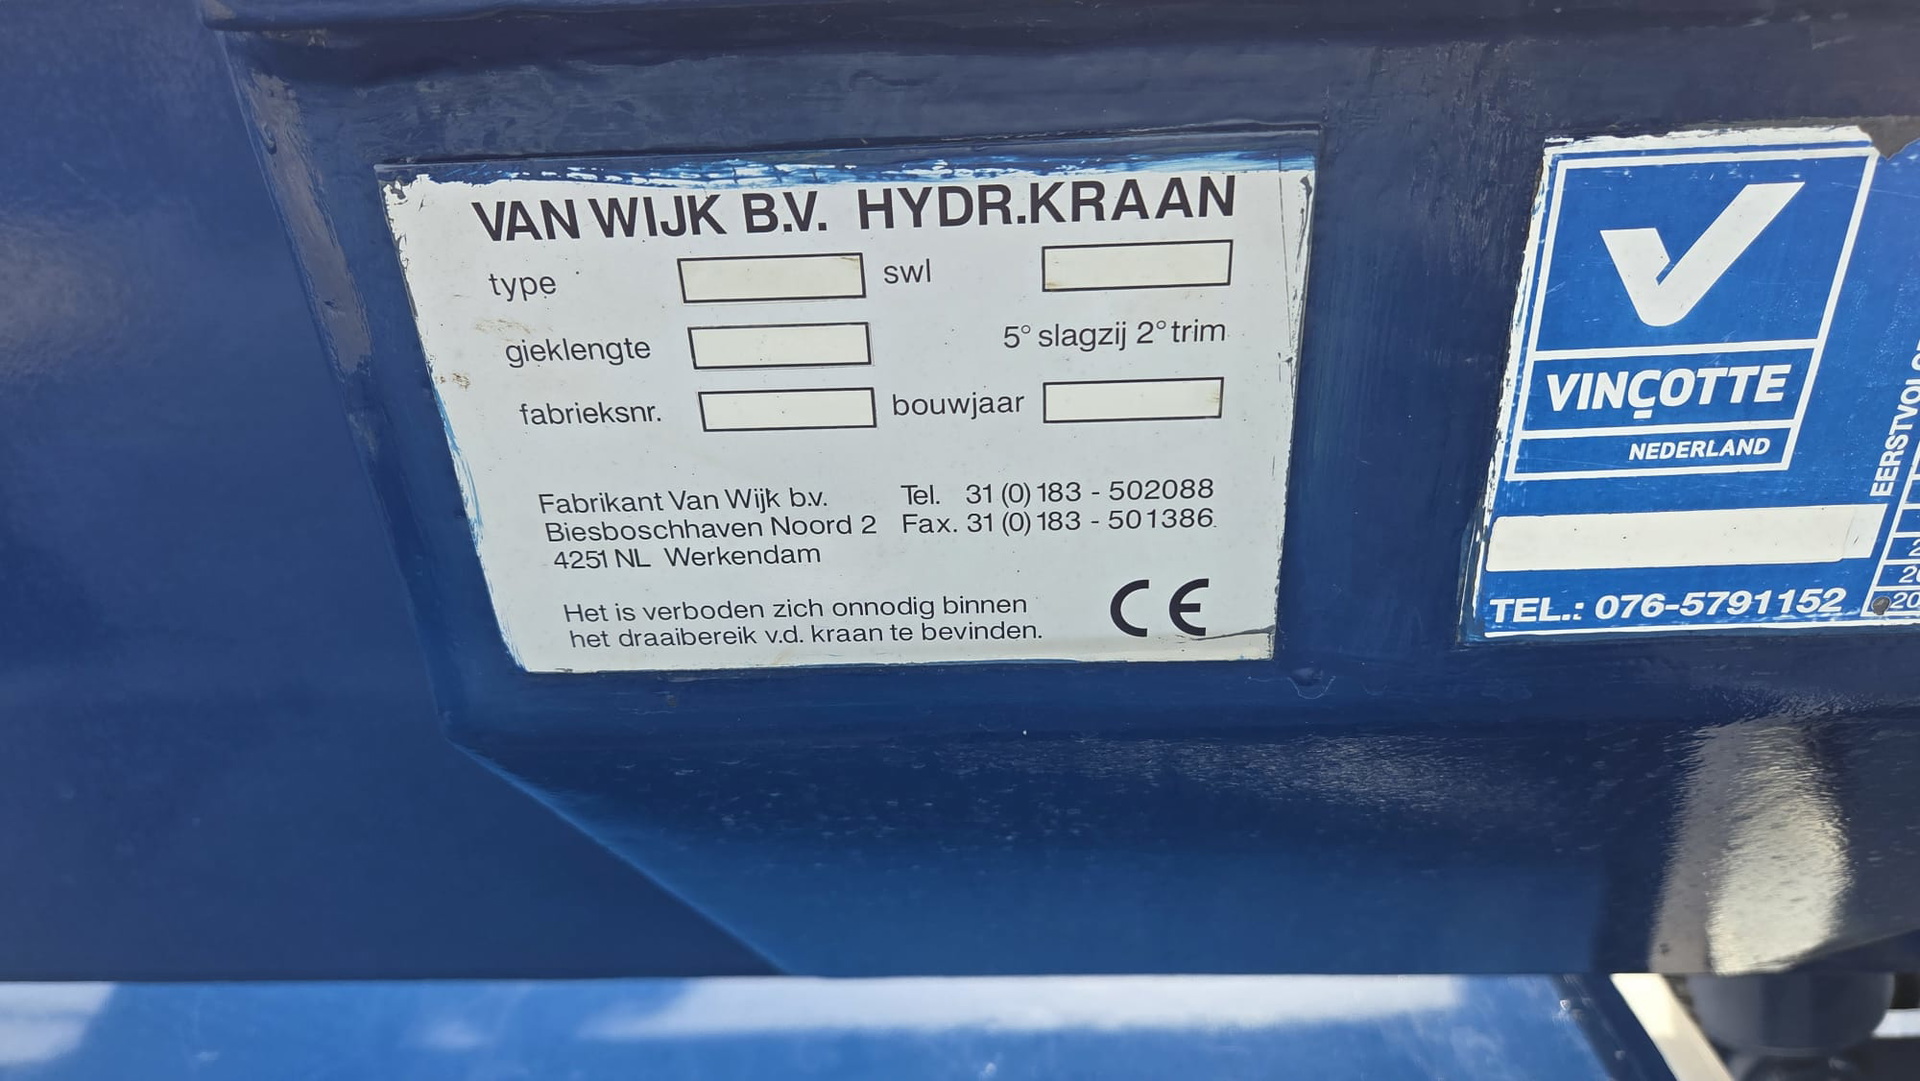 VAN WIJK B.V. HYDR.KRAAN
type swl
gieklengte 5° slagzij 2° trim
fabrieksnr. bouwjaar
Fabrikant Van Wijk b.v. Tel. 31 (0) 183 - 502088
Biesboschhaven Noord 2 Fax. 31 (0) 183 - 501386
4251 NL Werkendam
Het is verboden zich onnodig binnen
het draaibereik v.d. kraan te bevinden.
CE
VINÇOTTE
NEDERLAND
TEL.: 076-5791152